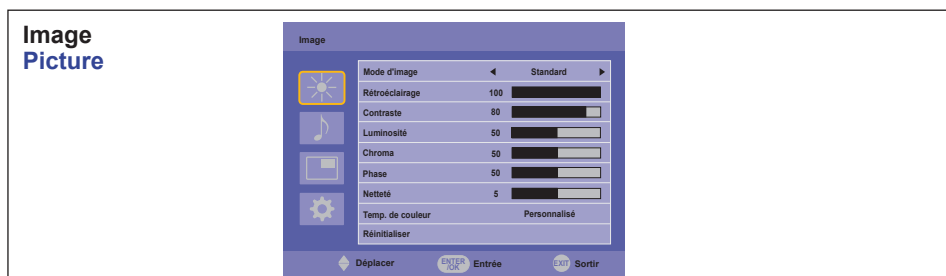 Image
Picture
Image
Mode d'image Standard
Rétroéclairage 100
Contraste 80
Luminosité 50
Chroma 50
Phase 50
Netteté 5
Temp. de couleur Personnalisé
Réinitialiser
Déplacer ENTER /OK Entrée EXIT Sortir